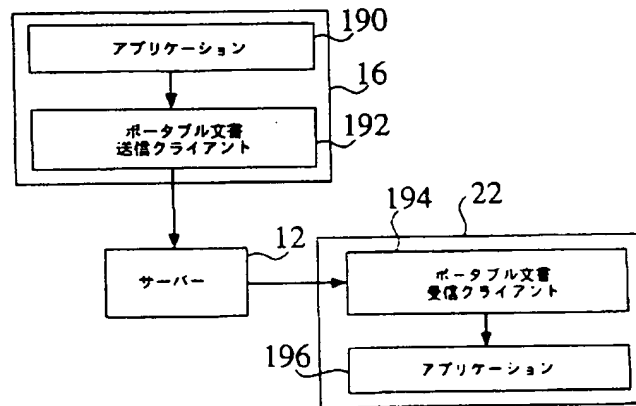 190
アプリケーション
16
ポータブル文書
送信クライアント
192
194
22
12
サーバー
ポータブル文書
受信クライアント
196
アプリケーション